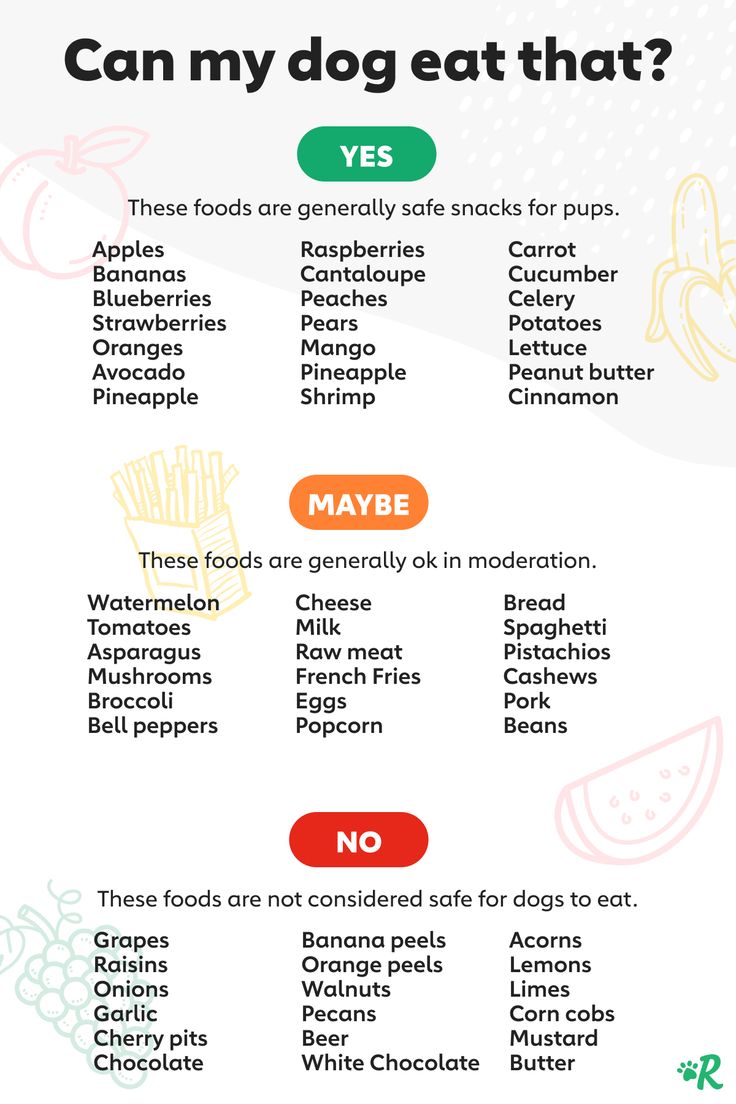 Can my dog eat that?
YES
These foods are generally safe snacks for pups.
Apples
Bananas
Blueberries
Strawberries
Oranges
Avocado
Pineapple
Raspberries
Cantaloupe
Peaches
Pears
Mango
Pineapple
Shrimp
Carrot
Cucumber
Celery
Potatoes
Lettuce
Peanut butter
Cinnamon
MAYBE
These foods are generally ok in moderation.
Watermelon
Tomatoes
Asparagus
Mushrooms
Broccoli
Bell peppers
Cheese
Milk
Raw meat
French Fries
Eggs
Popcorn
Bread
Spaghetti
Pistachios
Cashews
Pork
Beans
NO
These foods are not considered safe for dogs to eat.
Grapes
Raisins
Onions
Garlic
Cherry pits
Chocolate
Banana peels
Orange peels
Walnuts
Pecans
Beer
White Chocolate
Acorns
Lemons
Limes
Corn cobs
Mustard
Butter
R